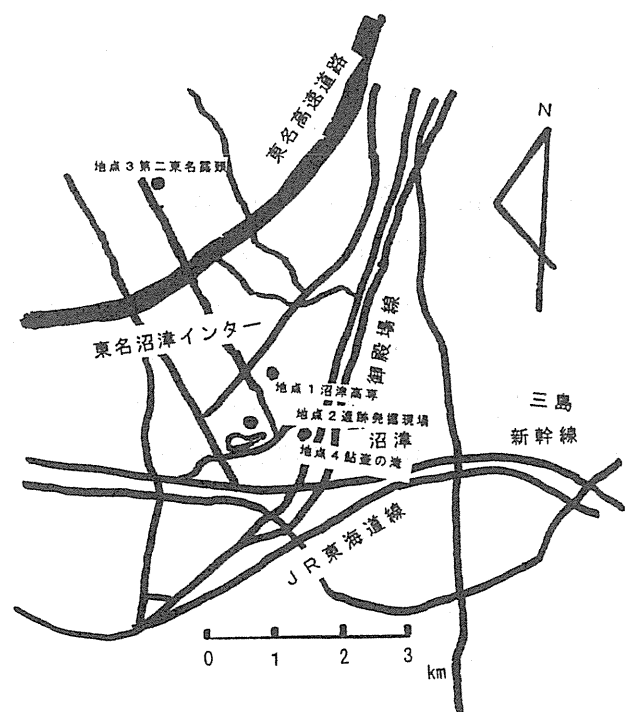 東名高速道路
N
地点3第二東名露頭
東名沼津インター
御殿場線
地点1沼津高専
三島
地点2遺跡発掘現場
新幹線
沼津
地点4鮎壺の滝
JR東海道線
0 1 2 3
km